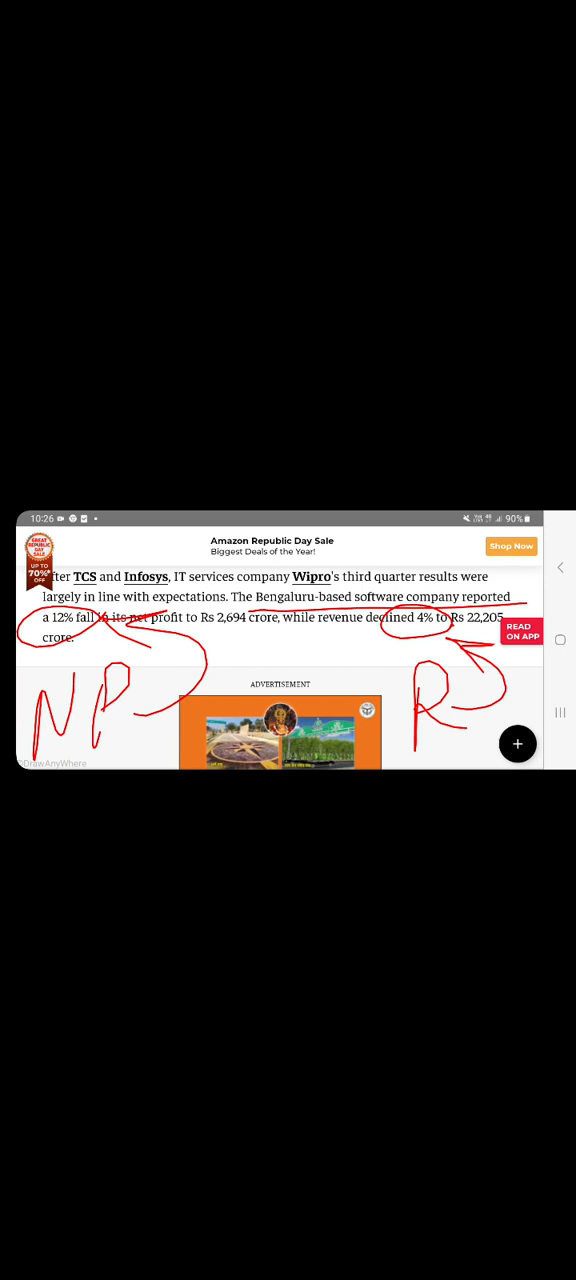 10:26
90%
GREAT REPUBLIC DAY SALE
UP TO 70%* OFF
Amazon Republic Day Sale
Biggest Deals of the Year!
Shop Now
fter TCS and Infosys, IT services company Wipro's third quarter results were
largely in line with expectations. The Bengaluru-based software company reported
a 12% fall in its net profit to Rs 2,694 crore, while revenue declined 4% to Rs 22,205
crore.
READ ON APP
NP
R
ADVERTISEMENT
DrawAnyWhere